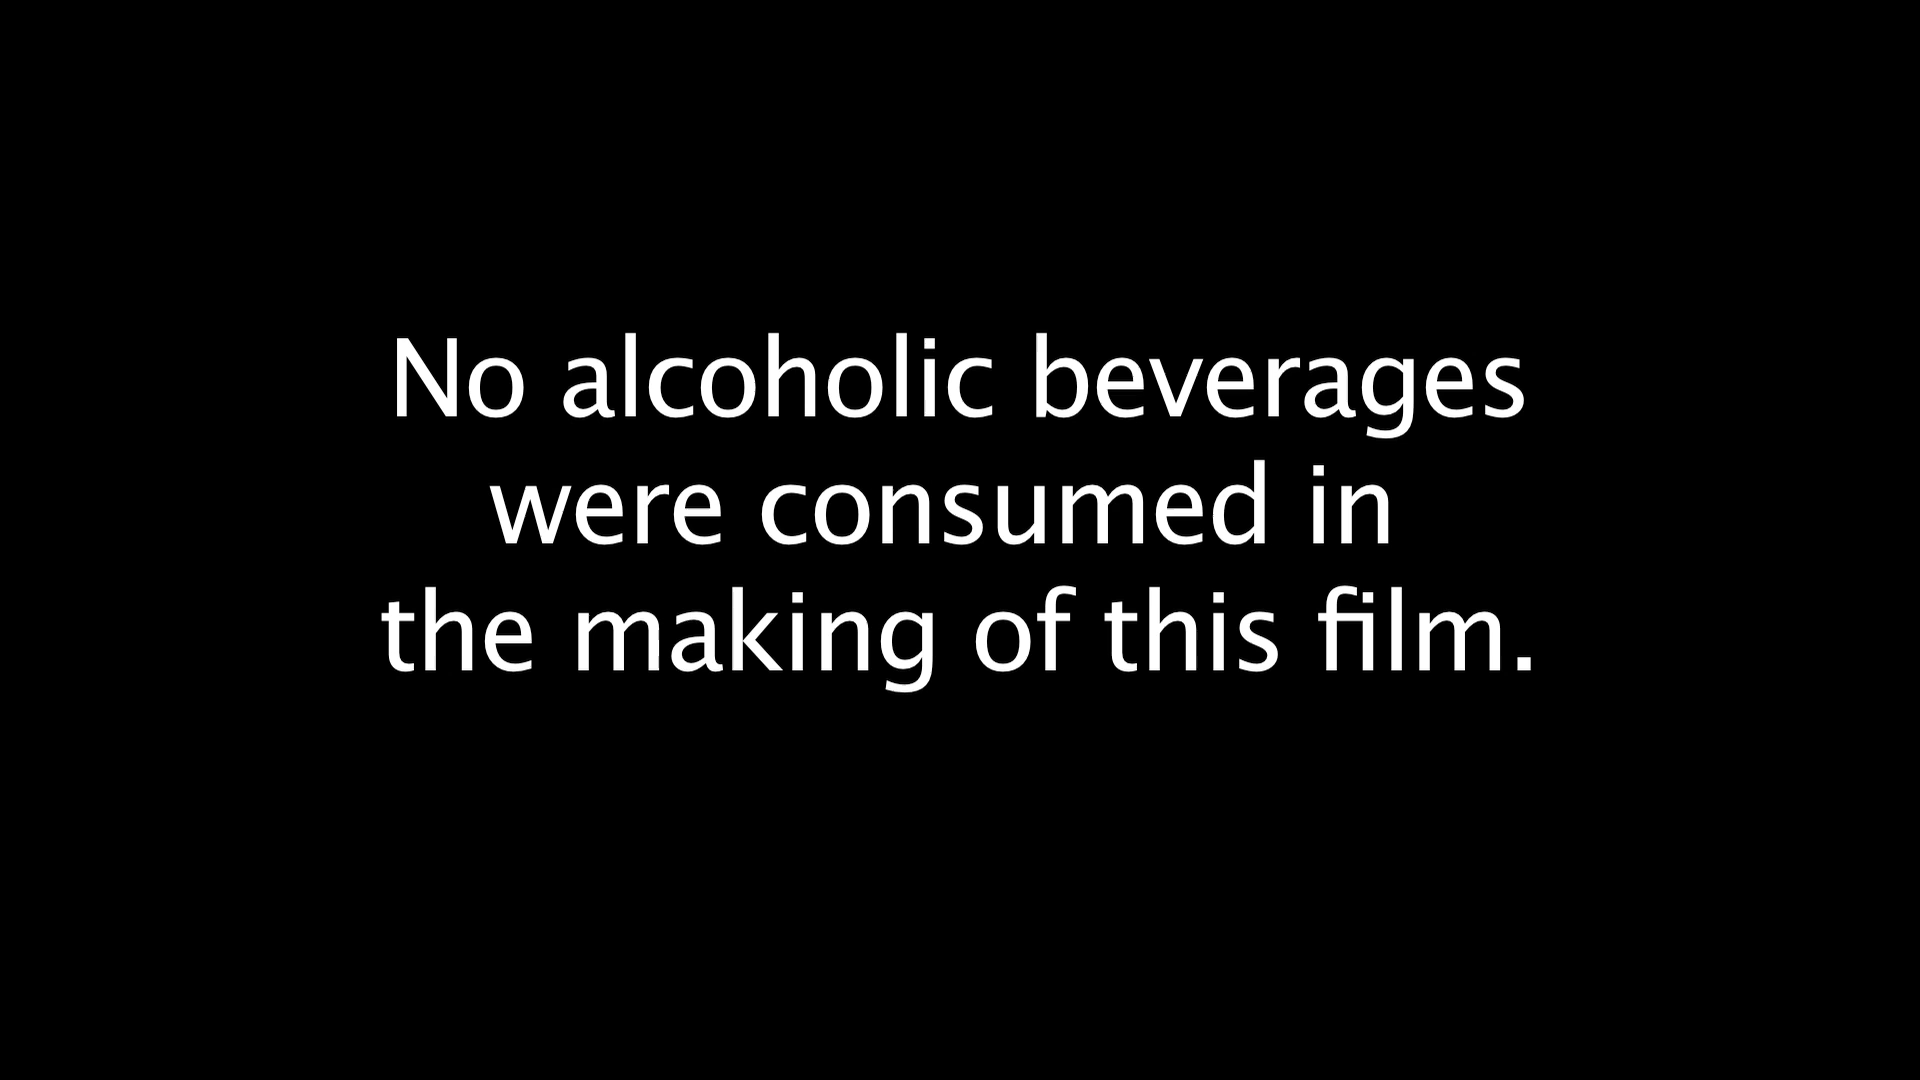 No alcoholic beverages
were consumed in
the making of this film.